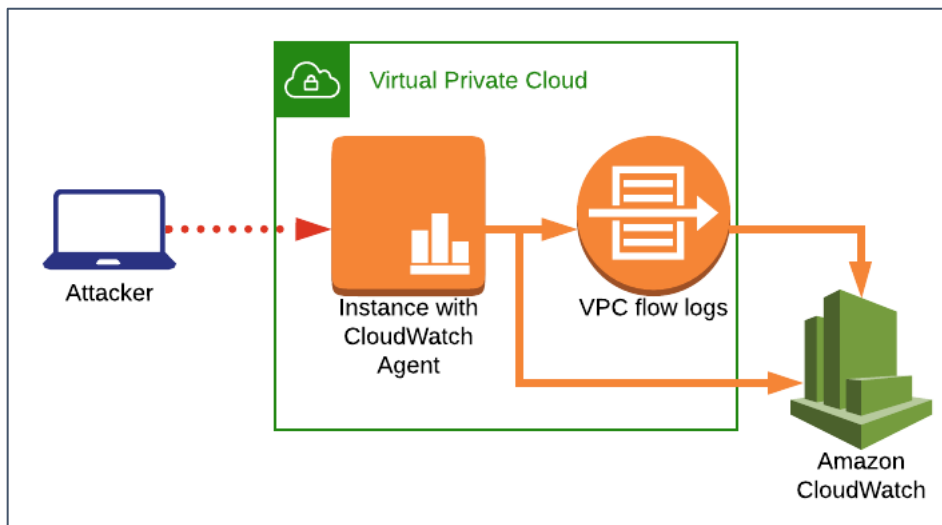 Virtual Private Cloud
Attacker
Instance with
CloudWatch
Agent
VPC flow logs
Amazon
CloudWatch